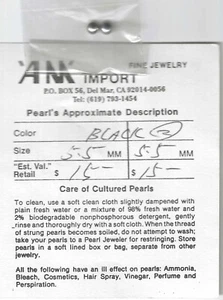 ANA FINE JEWELRY
IMPORT
P.O. BOX 56, Del Mar, CA 92014-0056
Tel: (619) 793-1454
Pearl's Approximate Description
Color BLACK (2)
Size 5.5 MM 5.5 MM
"Est. Val." Retail $ 15— $ 15—
Care of Cultured Pearls
To clean, use a soft clean cloth slightly dampened with
plain fresh water or a mixture of 98% fresh water and
2% biodegradable nonphosphorous detergent, gently
rinse and thoroughly dry with a soft cloth. When the thread
of strung pearls becomes soiled, do not attempt to wash;
take your pearls to a Pearl Jeweler for restringing. Store
pearls in a soft lined box or bag, separate from other
jewelry.
All the following have an ill effect on pearls: Ammonia,
Bleach, Cosmetics, Hair Spray, Vinegar, Perfume and
Perspiration.